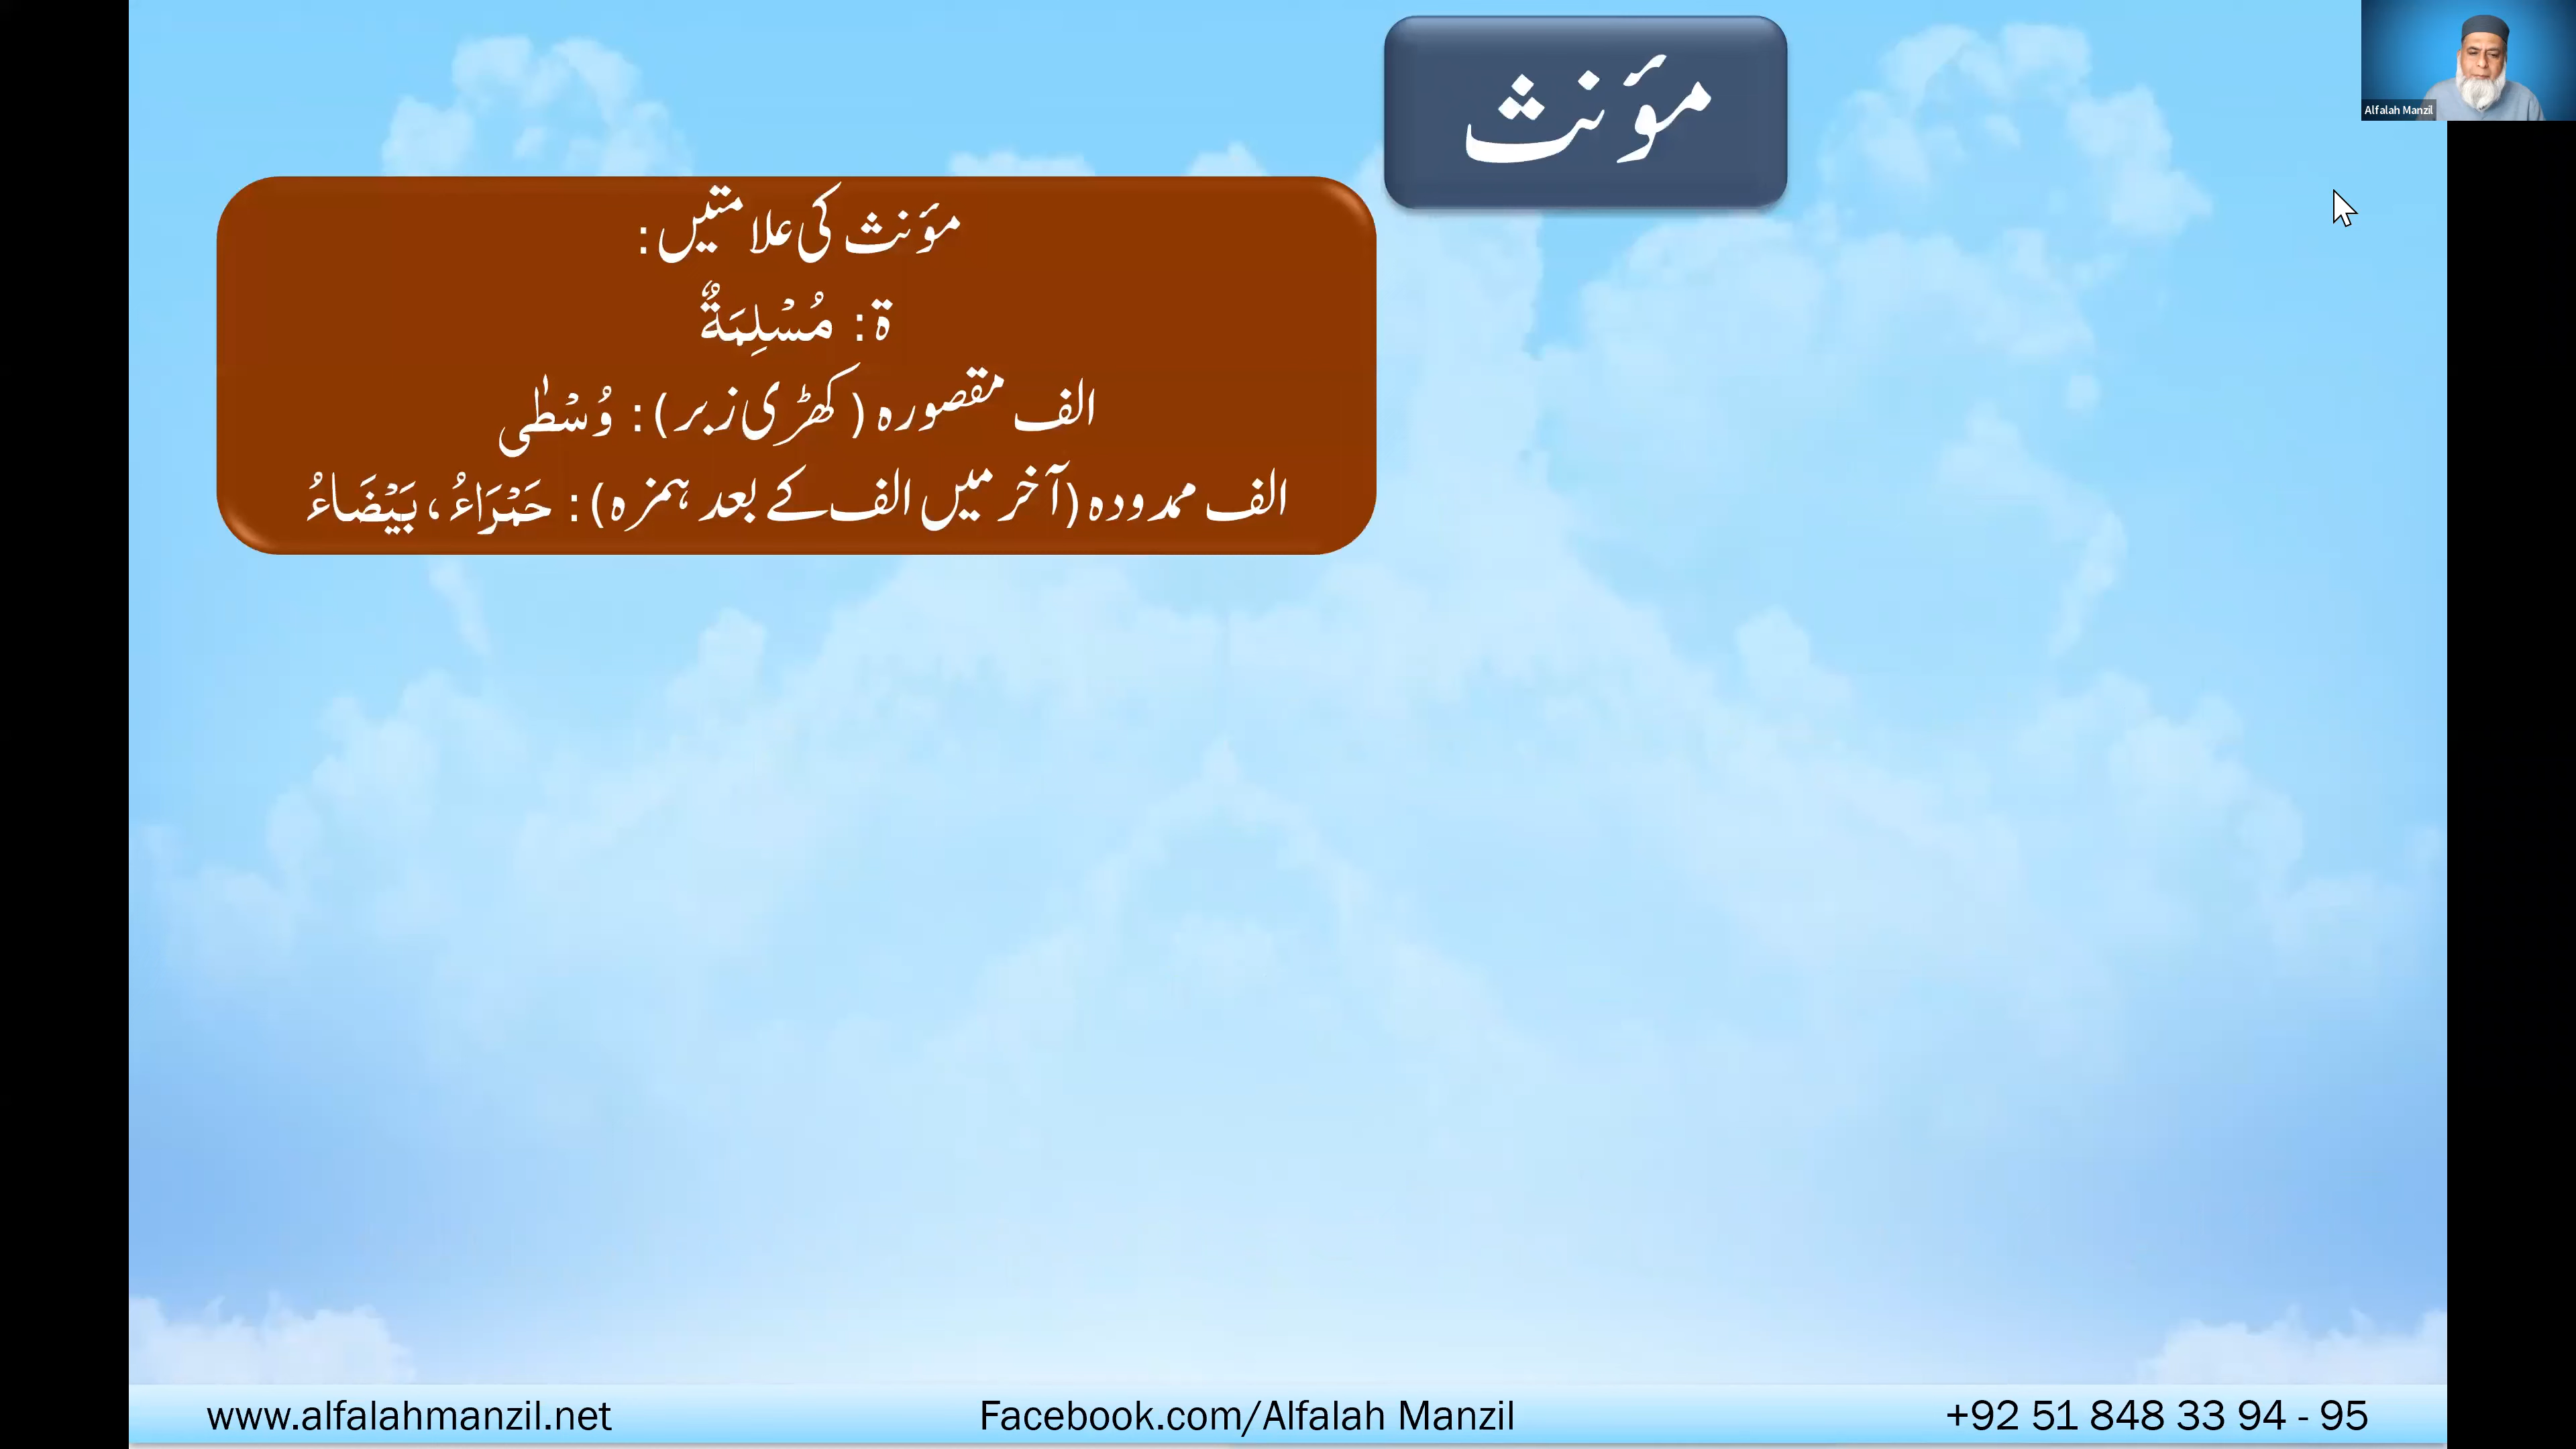 مؤنث
Alfalah Manzil
مؤنث کی علامتیں:
ۃ: مُسْلِمَةٌ
الف مقصورہ (کھڑی زبر): وُسْطٰی
الف ممدودہ (آخر میں الف کے بعد ہمزہ): حَمْرَاءُ، بَيْضَاءُ
www.alfalahmanzil.net
Facebook.com/Alfalah Manzil
+92 51 848 33 94 - 95